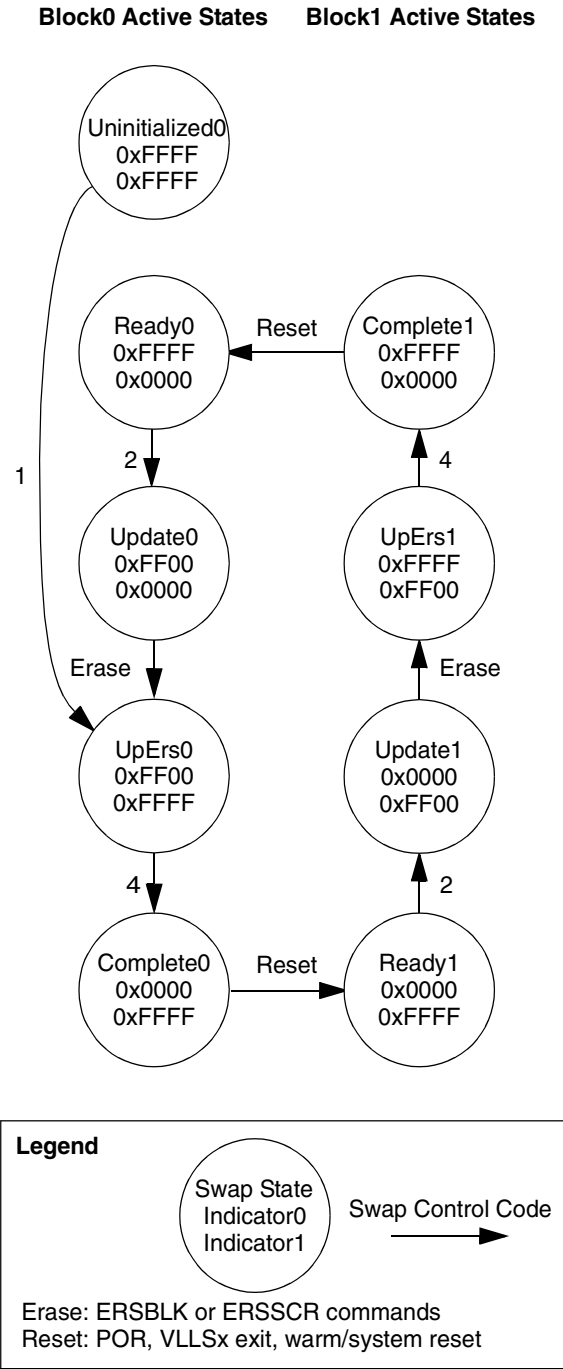 Block0 Active States
Block1 Active States
Uninitialized0
0xFFFF
0xFFFF
Ready0
0xFFFF
0x0000
Reset
Complete1
0xFFFF
0x0000
1
2
4
Update0
0xFF00
0x0000
UpErs1
0xFFFF
0xFF00
Erase
Erase
UpErs0
0xFF00
0xFFFF
Update1
0x0000
0xFF00
4
2
Complete0
0x0000
0xFFFF
Reset
Ready1
0x0000
0xFFFF
Legend
Swap State
Indicator0
Indicator1
Swap Control Code
Erase: ERSBLK or ERSSCR commands
Reset: POR, VLLSx exit, warm/system reset